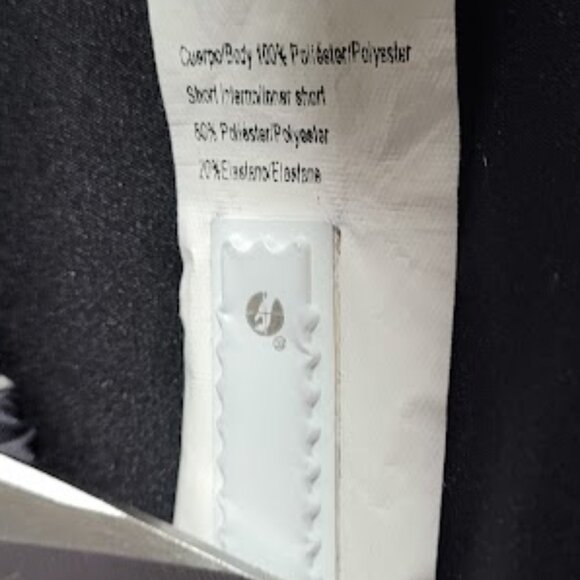 Cuerpo/Body 100% Poliéster/Polyester
Short interno/inner short
80% Poliéster/Polyester
20%Elastano/Elastane
®